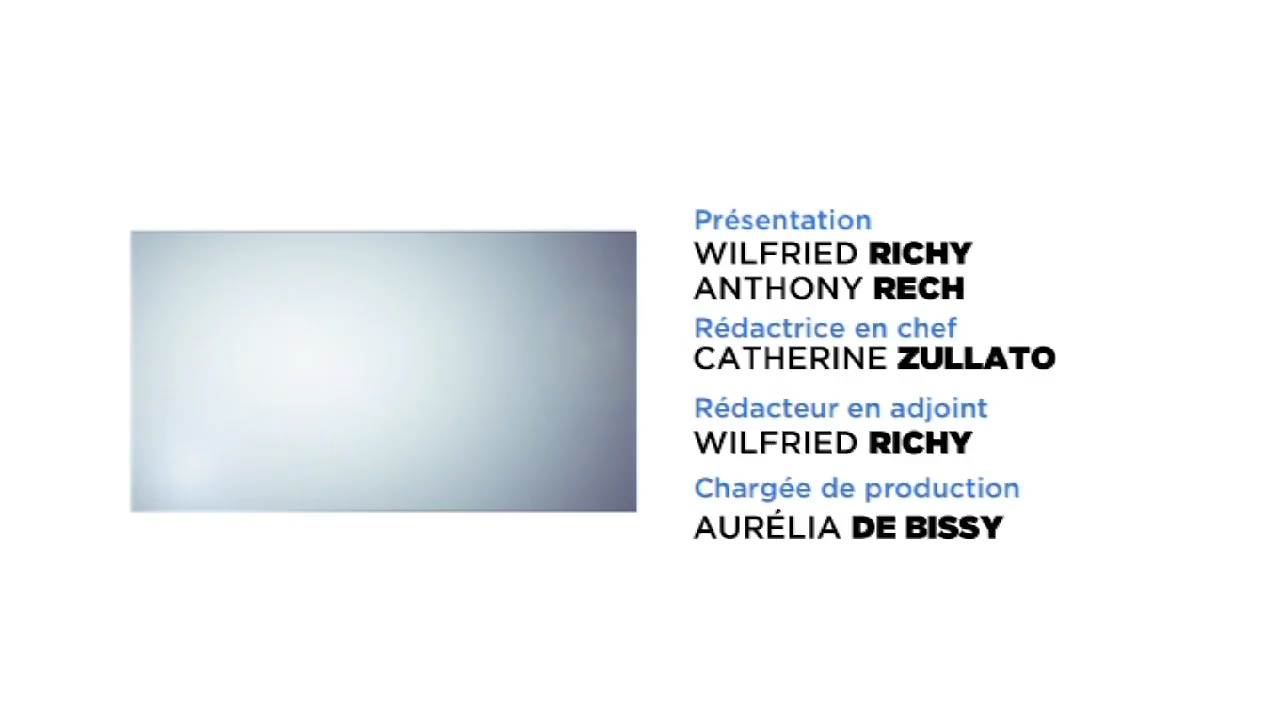 Présentation
WILFRIED RICHY
ANTHONY RECH
Rédactrice en chef
CATHERINE ZULLATO
Rédacteur en adjoint
WILFRIED RICHY
Chargée de production
AURÉLIA DE BISSY